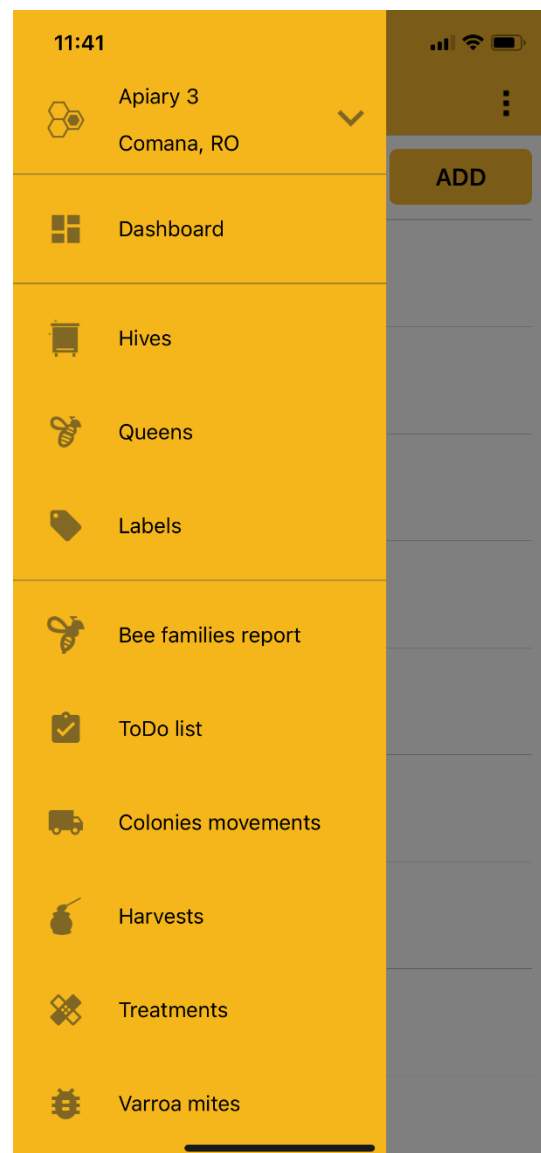 11:41
Apiary 3
Comana, RO
ADD
Dashboard
Hives
Queens
Labels
Bee families report
ToDo list
Colonies movements
Harvests
Treatments
Varroa mites